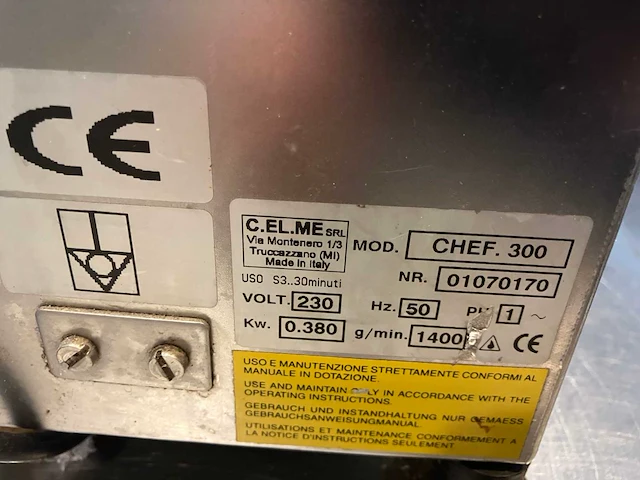 CE
C.EL.ME SRL
Via Montenero 1/3
Truccazzano (MI)
Made in Italy
MOD. CHEF. 300
USO S3..30minuti
NR. 01070170
VOLT. 230 Hz. 50 PH 1 ~
Kw. 0.380 g/min. 1400 CE
USO E MANUTENZIONE STRETTAMENTE CONFORMI AL
MANUALE IN DOTAZIONE.
USE AND MAINTAIN ONLY IN ACCORDANCE WITH THE
OPERATING INSTRUCTIONS.
GEBRAUCH UND INSTANDHALTUNG NUR GEMAESS
GEBRAUCHSANWEISUNGMANUAL.
UTILISATIONS ET MAINTENANCE CONFORMEMENT A
LA NOTICE D'INSTRUCTIONS SEULEMENT